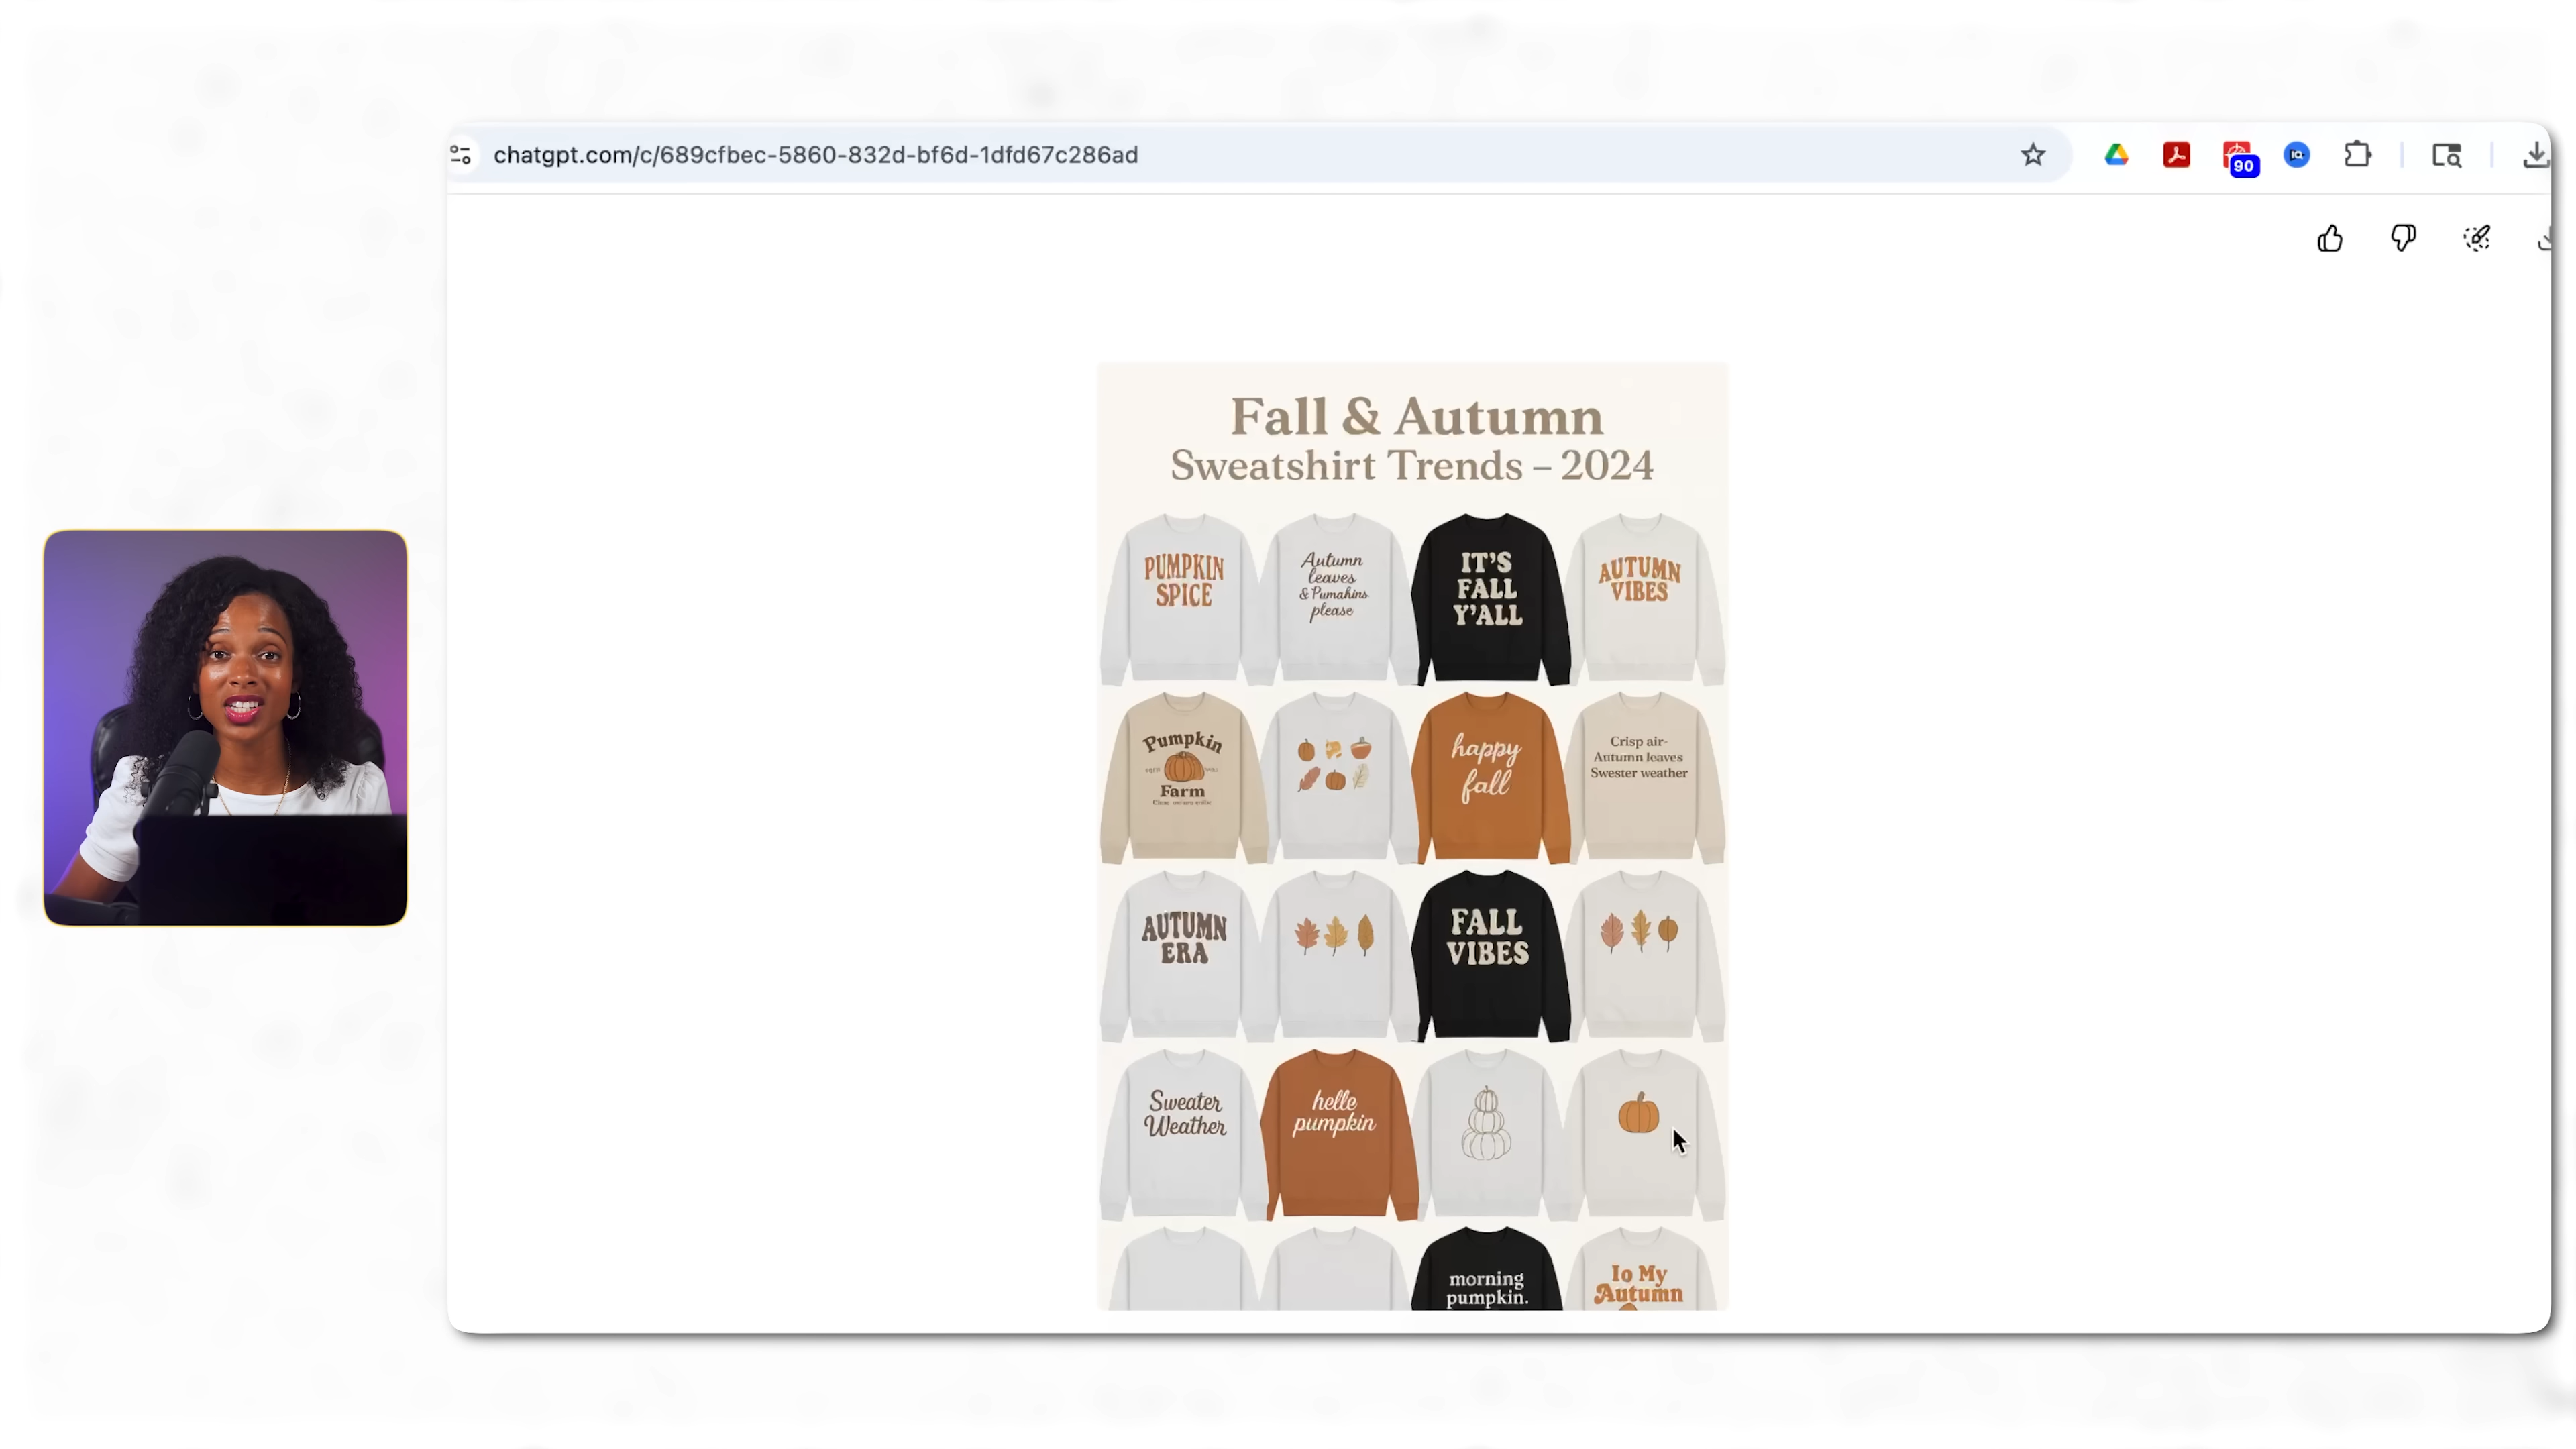 chatgpt.com/c/689cfbec-5860-832d-bf6d-1dfd67c286ad
90
Fall & Autumn
Sweatshirt Trends – 2024
PUMPKIN
SPICE
Autumn
leaves
& Pumahins
please
IT'S
FALL
Y'ALL
AUTUMN
VIBES
Pumpkin
Farm
happy
fall
Crisp air-
Autumn leaves
Swester weather
AUTUMN
ERA
FALL
VIBES
Sweater
Weather
helle
pumpkin
morning
pumpkin.
Io My
Autumn